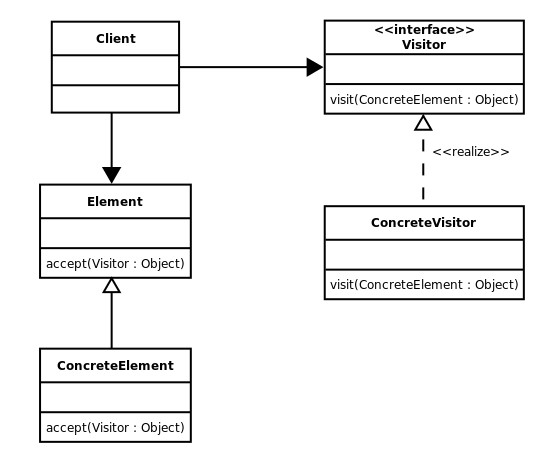 Client
<<interface>>
Visitor
visit(ConcreteElement : Object)
<<realize>>
Element
accept(Visitor : Object)
ConcreteVisitor
visit(ConcreteElement : Object)
ConcreteElement
accept(Visitor : Object)